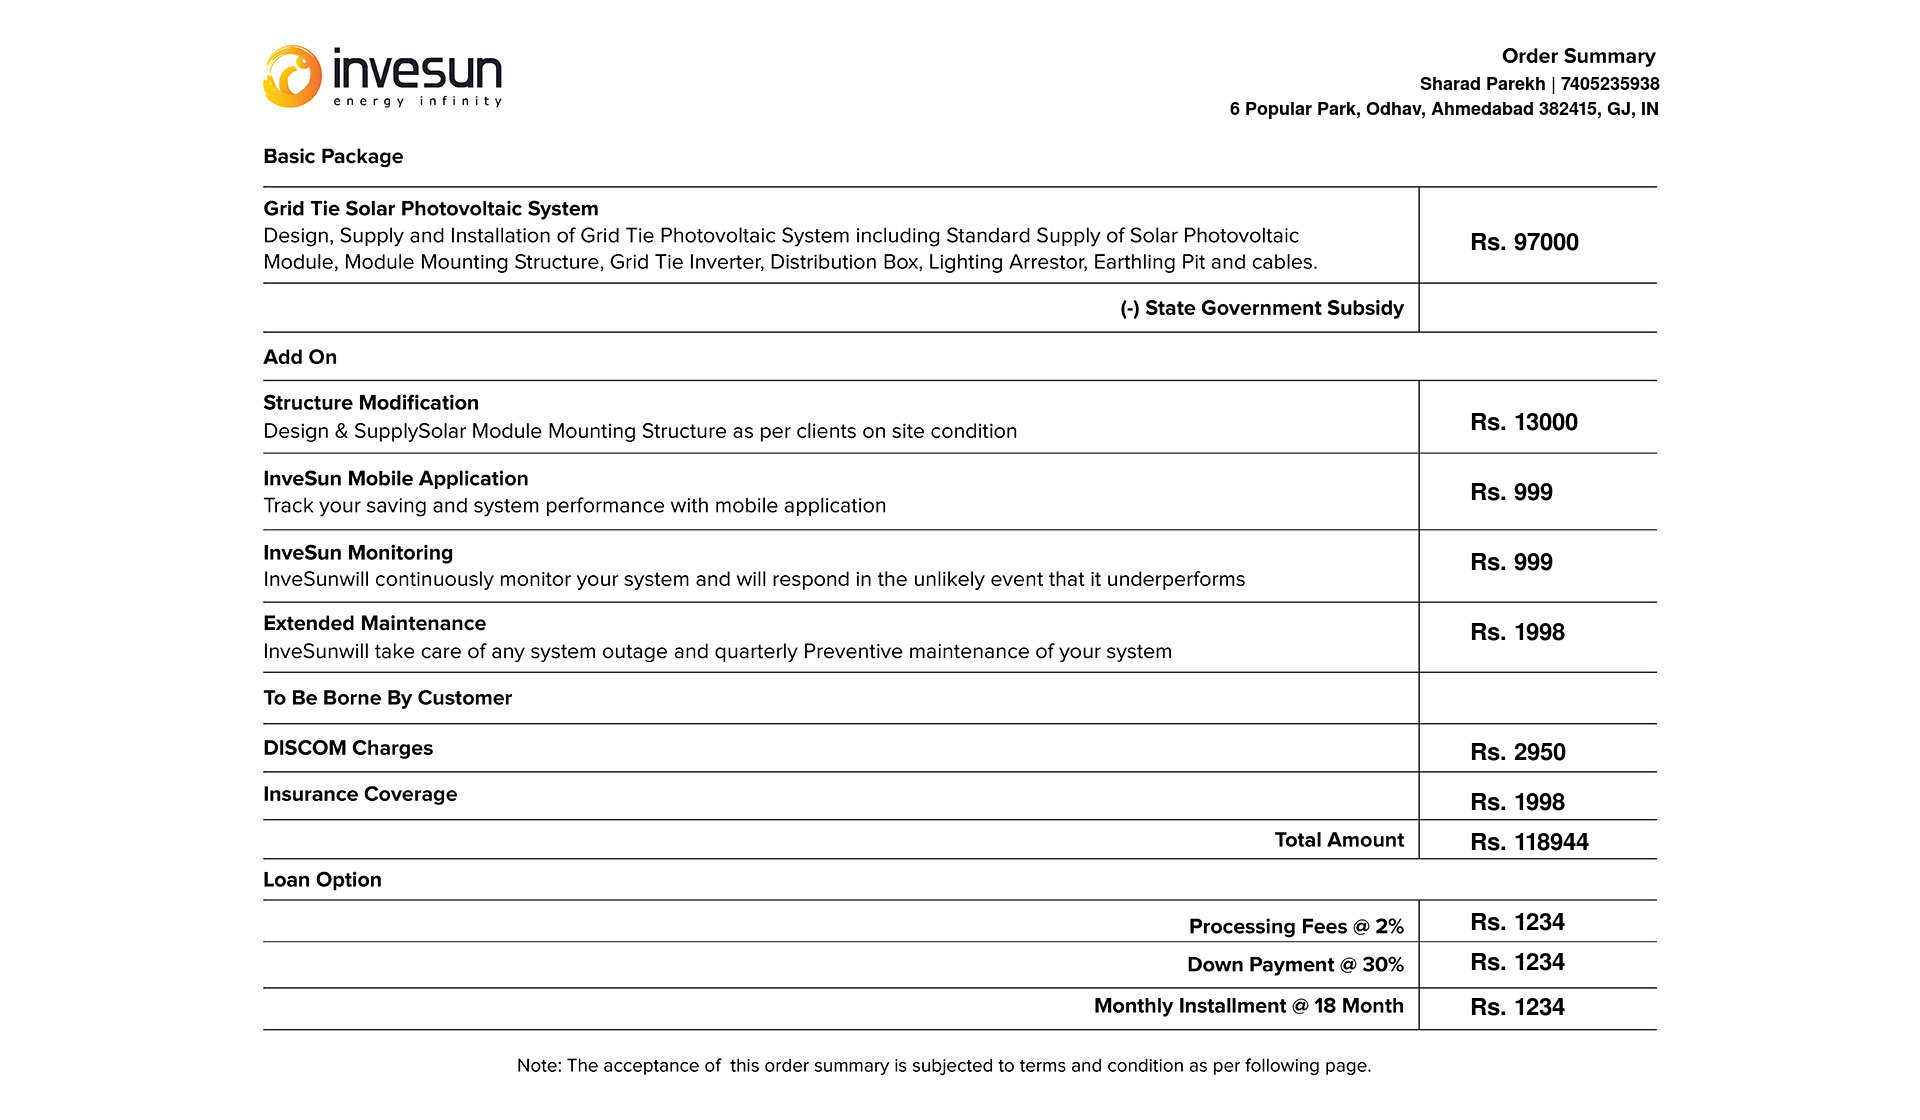 invesun
energy infinity
Order Summary
Sharad Parekh | 7405235938
6 Popular Park, Odhav, Ahmedabad 382415, GJ, IN
Basic Package
Grid Tie Solar Photovoltaic System
Design, Supply and Installation of Grid Tie Photovoltaic System including Standard Supply of Solar Photovoltaic
Module, Module Mounting Structure, Grid Tie Inverter, Distribution Box, Lighting Arrestor, Earthling Pit and cables.
Rs. 97000
(-) State Government Subsidy
Add On
Structure Modification
Design & SupplySolar Module Mounting Structure as per clients on site condition
Rs. 13000
InveSun Mobile Application
Track your saving and system performance with mobile application
Rs. 999
InveSun Monitoring
InveSunwill continuously monitor your system and will respond in the unlikely event that it underperforms
Rs. 999
Extended Maintenance
InveSunwill take care of any system outage and quarterly Preventive maintenance of your system
Rs. 1998
To Be Borne By Customer
DISCOM Charges
Rs. 2950
Insurance Coverage
Rs. 1998
Total Amount
Rs. 118944
Loan Option
Processing Fees @ 2%
Rs. 1234
Down Payment @ 30%
Rs. 1234
Monthly Installment @ 18 Month
Rs. 1234
Note: The acceptance of  this order summary is subjected to terms and condition as per following page.